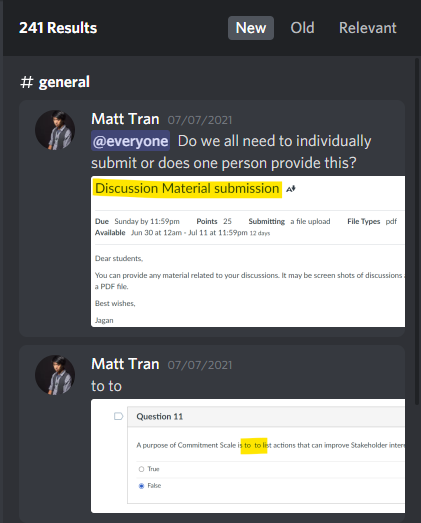 241 Results
New Old Relevant
# general
Matt Tran 07/07/2021
@everyone Do we all need to individually
submit or does one person provide this?
Discussion Material submission
Due Sunday by 11:59pm Points 25 Submitting a file upload File Types pdf
Available Jun 30 at 12am - Jul 11 at 11:59pm 12 days
Dear students,
You can provide any material related to your discussions. It may be screen shots of discussions a
a PDF file.
Best wishes,
Jagan
Matt Tran 07/07/2021
to to
Question 11
A purpose of Commitment Scale is to to list actions that can improve Stakeholder inter
True
False